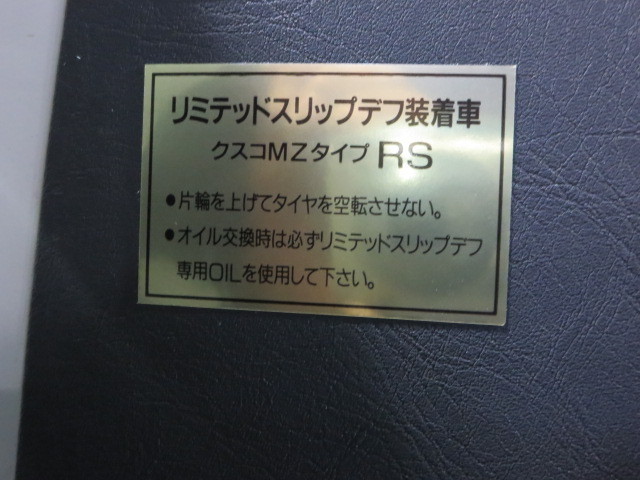 リミテッドスリップデフ装着車
クスコMZタイプ RS
●片輪を上げてタイヤを空転させない。
●オイル交換時は必ずリミテッドスリップデフ
専用OILを使用して下さい。